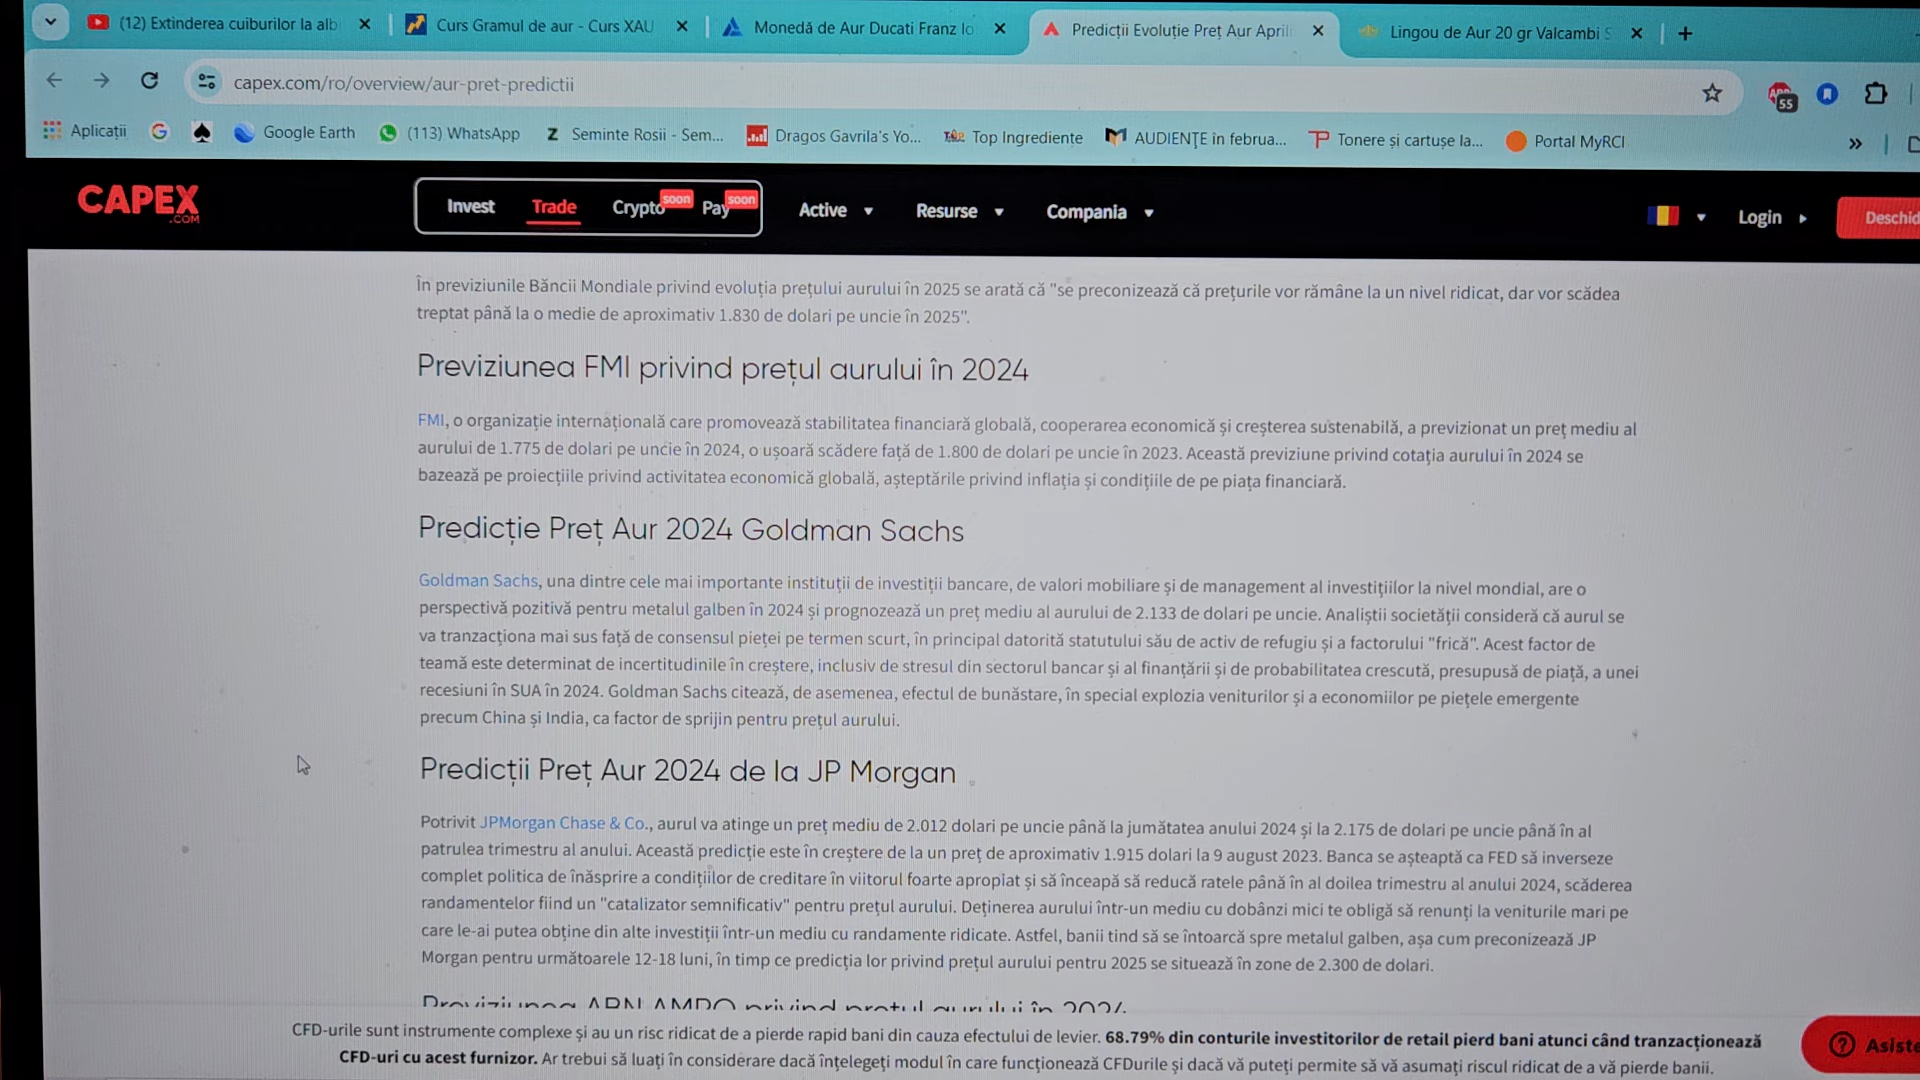 (12) Extinderea cuiburilor la alb
Curs Gramul de aur - Curs XAU
Monedă de Aur Ducati Franz Io
Predicții Evoluție Preț Aur April
Lingou de Aur 20 gr Valcambi S
capex.com/ro/overview/aur-pret-predictii
55
Aplicații
Google Earth
(113) WhatsApp
Seminte Rosii - Sem...
Dragos Gavrila's Yo...
Top Ingrediente
AUDIENŢE în februa...
Tonere și cartușe la...
Portal MyRCI
CAPEX
.COM
Invest
Trade
Crypto soon
Pay soon
Active
Resurse
Compania
Login
Deschid
În previziunile Băncii Mondiale privind evoluția prețului aurului în 2025 se arată că "se preconizează că prețurile vor rămâne la un nivel ridicat, dar vor scădea
treptat până la o medie de aproximativ 1.830 de dolari pe uncie în 2025".
Previziunea FMI privind prețul aurului în 2024
FMI, o organizație internațională care promovează stabilitatea financiară globală, cooperarea economică și creșterea sustenabilă, a previzionat un preț mediu al
aurului de 1.775 de dolari pe uncie în 2024, o ușoară scădere față de 1.800 de dolari pe uncie în 2023. Această previziune privind cotația aurului în 2024 se
bazează pe proiecțiile privind activitatea economică globală, așteptările privind inflația și condițiile de pe piața financiară.
Predicție Preț Aur 2024 Goldman Sachs
Goldman Sachs, una dintre cele mai importante instituții de investiții bancare, de valori mobiliare și de management al investițiilor la nivel mondial, are o
perspectivă pozitivă pentru metalul galben în 2024 și prognozează un preț mediu al aurului de 2.133 de dolari pe uncie. Analiștii societății consideră că aurul se
va tranzacționa mai sus față de consensul pieței pe termen scurt, în principal datorită statutului său de activ de refugiu și a factorului "frică". Acest factor de
teamă este determinat de incertitudinile în creștere, inclusiv de stresul din sectorul bancar și al finanțării și de probabilitatea crescută, presupusă de piață, a unei
recesiuni în SUA în 2024. Goldman Sachs citează, de asemenea, efectul de bunăstare, în special explozia veniturilor și a economiilor pe piețele emergente
precum China și India, ca factor de sprijin pentru prețul aurului.
Predicții Preț Aur 2024 de la JP Morgan
Potrivit JPMorgan Chase & Co., aurul va atinge un preț mediu de 2.012 dolari pe uncie până la jumătatea anului 2024 și la 2.175 de dolari pe uncie până în al
patrulea trimestru al anului. Această predicție este în creștere de la un preț de aproximativ 1.915 dolari la 9 august 2023. Banca se așteaptă ca FED să inverseze
complet politica de înăsprire a condițiilor de creditare în viitorul foarte apropiat și să înceapă să reducă ratele până în al doilea trimestru al anului 2024, scăderea
randamentelor fiind un "catalizator semnificativ" pentru prețul aurului. Deținerea aurului într-un mediu cu dobânzi mici te obligă să renunți la veniturile mari pe
care le-ai putea obține din alte investiții într-un mediu cu randamente ridicate. Astfel, banii tind să se întoarcă spre metalul galben, așa cum preconizează JP
Morgan pentru următoarele 12-18 luni, în timp ce predicția lor privind prețul aurului pentru 2025 se situează în zone de 2.300 de dolari.
Previziunea ABN AMRO privind prețul aurului în 2024
CFD-urile sunt instrumente complexe și au un risc ridicat de a pierde rapid bani din cauza efectului de levier. 68.79% din conturile investitorilor de retail pierd bani atunci când tranzacționează
CFD-uri cu acest furnizor. Ar trebui să luați în considerare dacă înțelegeți modul în care funcționează CFDurile și dacă vă puteți permite să vă asumați riscul ridicat de a vă pierde banii.
Asiste